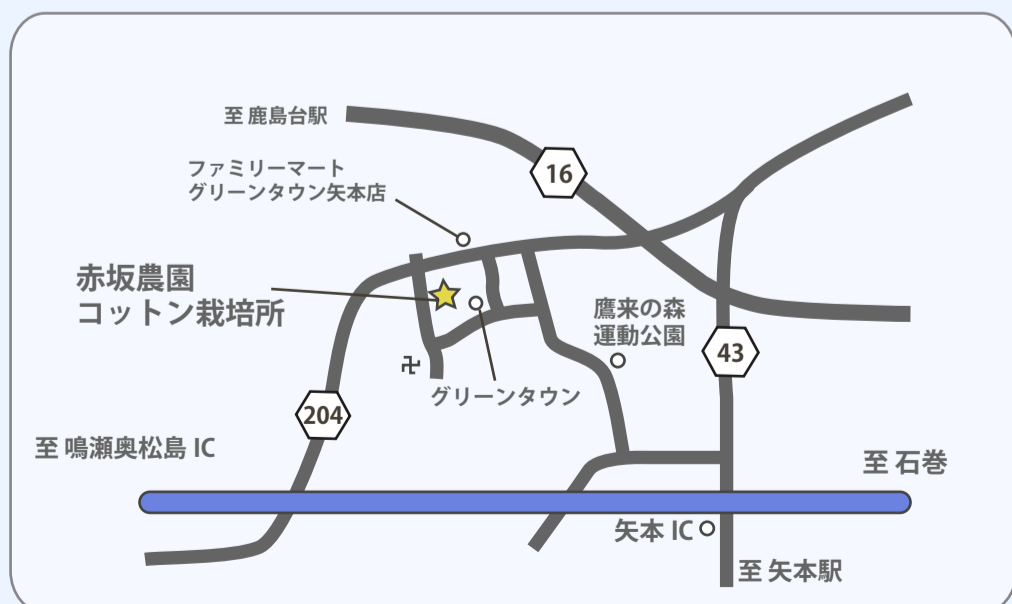 至 鹿島台駅
16
ファミリーマート
グリーンタウン矢本店
赤坂農園
コットン栽培所
鷹来の森
運動公園
43
卍
グリーンタウン
204
至 鳴瀬奥松島 IC
至 石巻
矢本 IC
至 矢本駅